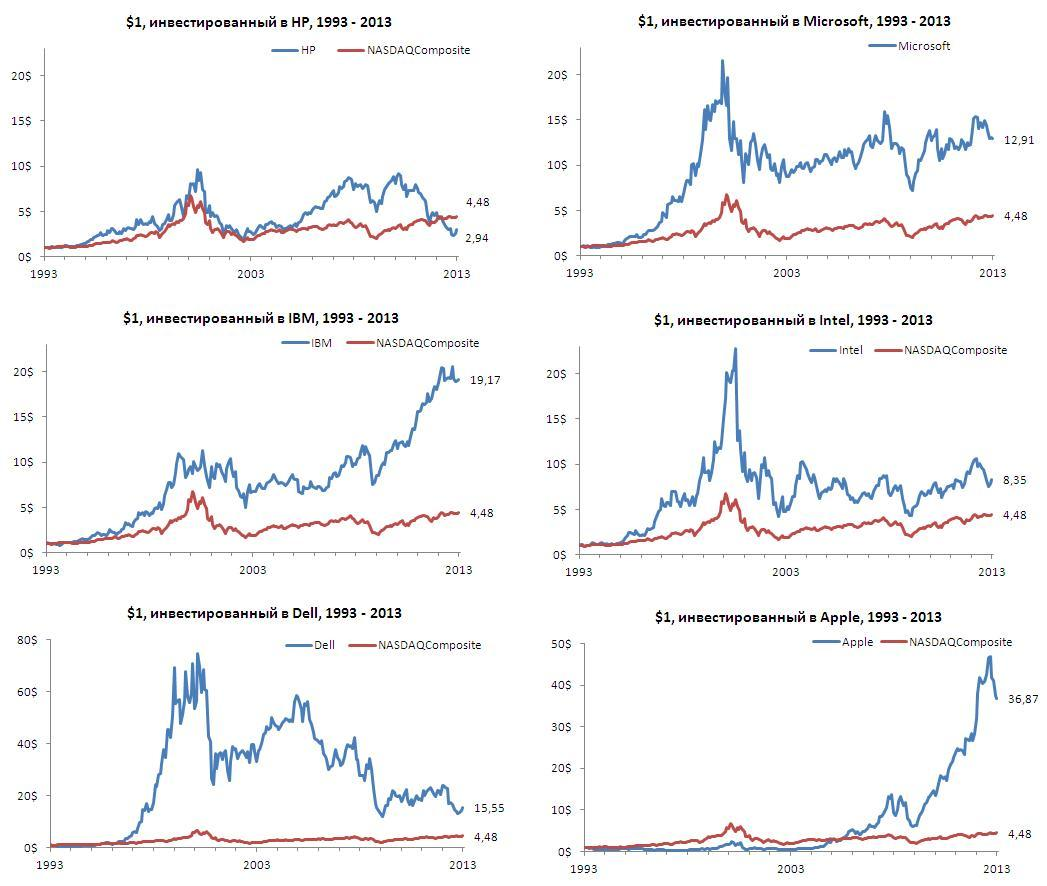 $1, инвестированный в HP, 1993 - 2013
HP NASDAQComposite
20$
15$
10$
5$
0$
4,48
2,94
1993 2003 2013
$1, инвестированный в Microsoft, 1993 - 2013
Microsoft
20$
15$
10$
5$
0$
12,91
4,48
1993 2003 2013
$1, инвестированный в IBM, 1993 - 2013
IBM NASDAQComposite
20$
15$
10$
5$
0$
19,17
4,48
1993 2003 2013
$1, инвестированный в Intel, 1993 - 2013
Intel NASDAQComposite
20$
15$
10$
5$
0$
8,35
4,48
1993 2003 2013
$1, инвестированный в Dell, 1993 - 2013
Dell NASDAQComposite
80$
60$
40$
20$
0$
15,55
4,48
1993 2003 2013
$1, инвестированный в Apple, 1993 - 2013
Apple NASDAQComposite
50$
40$
30$
20$
10$
0$
36,87
4,48
1993 2003 2013